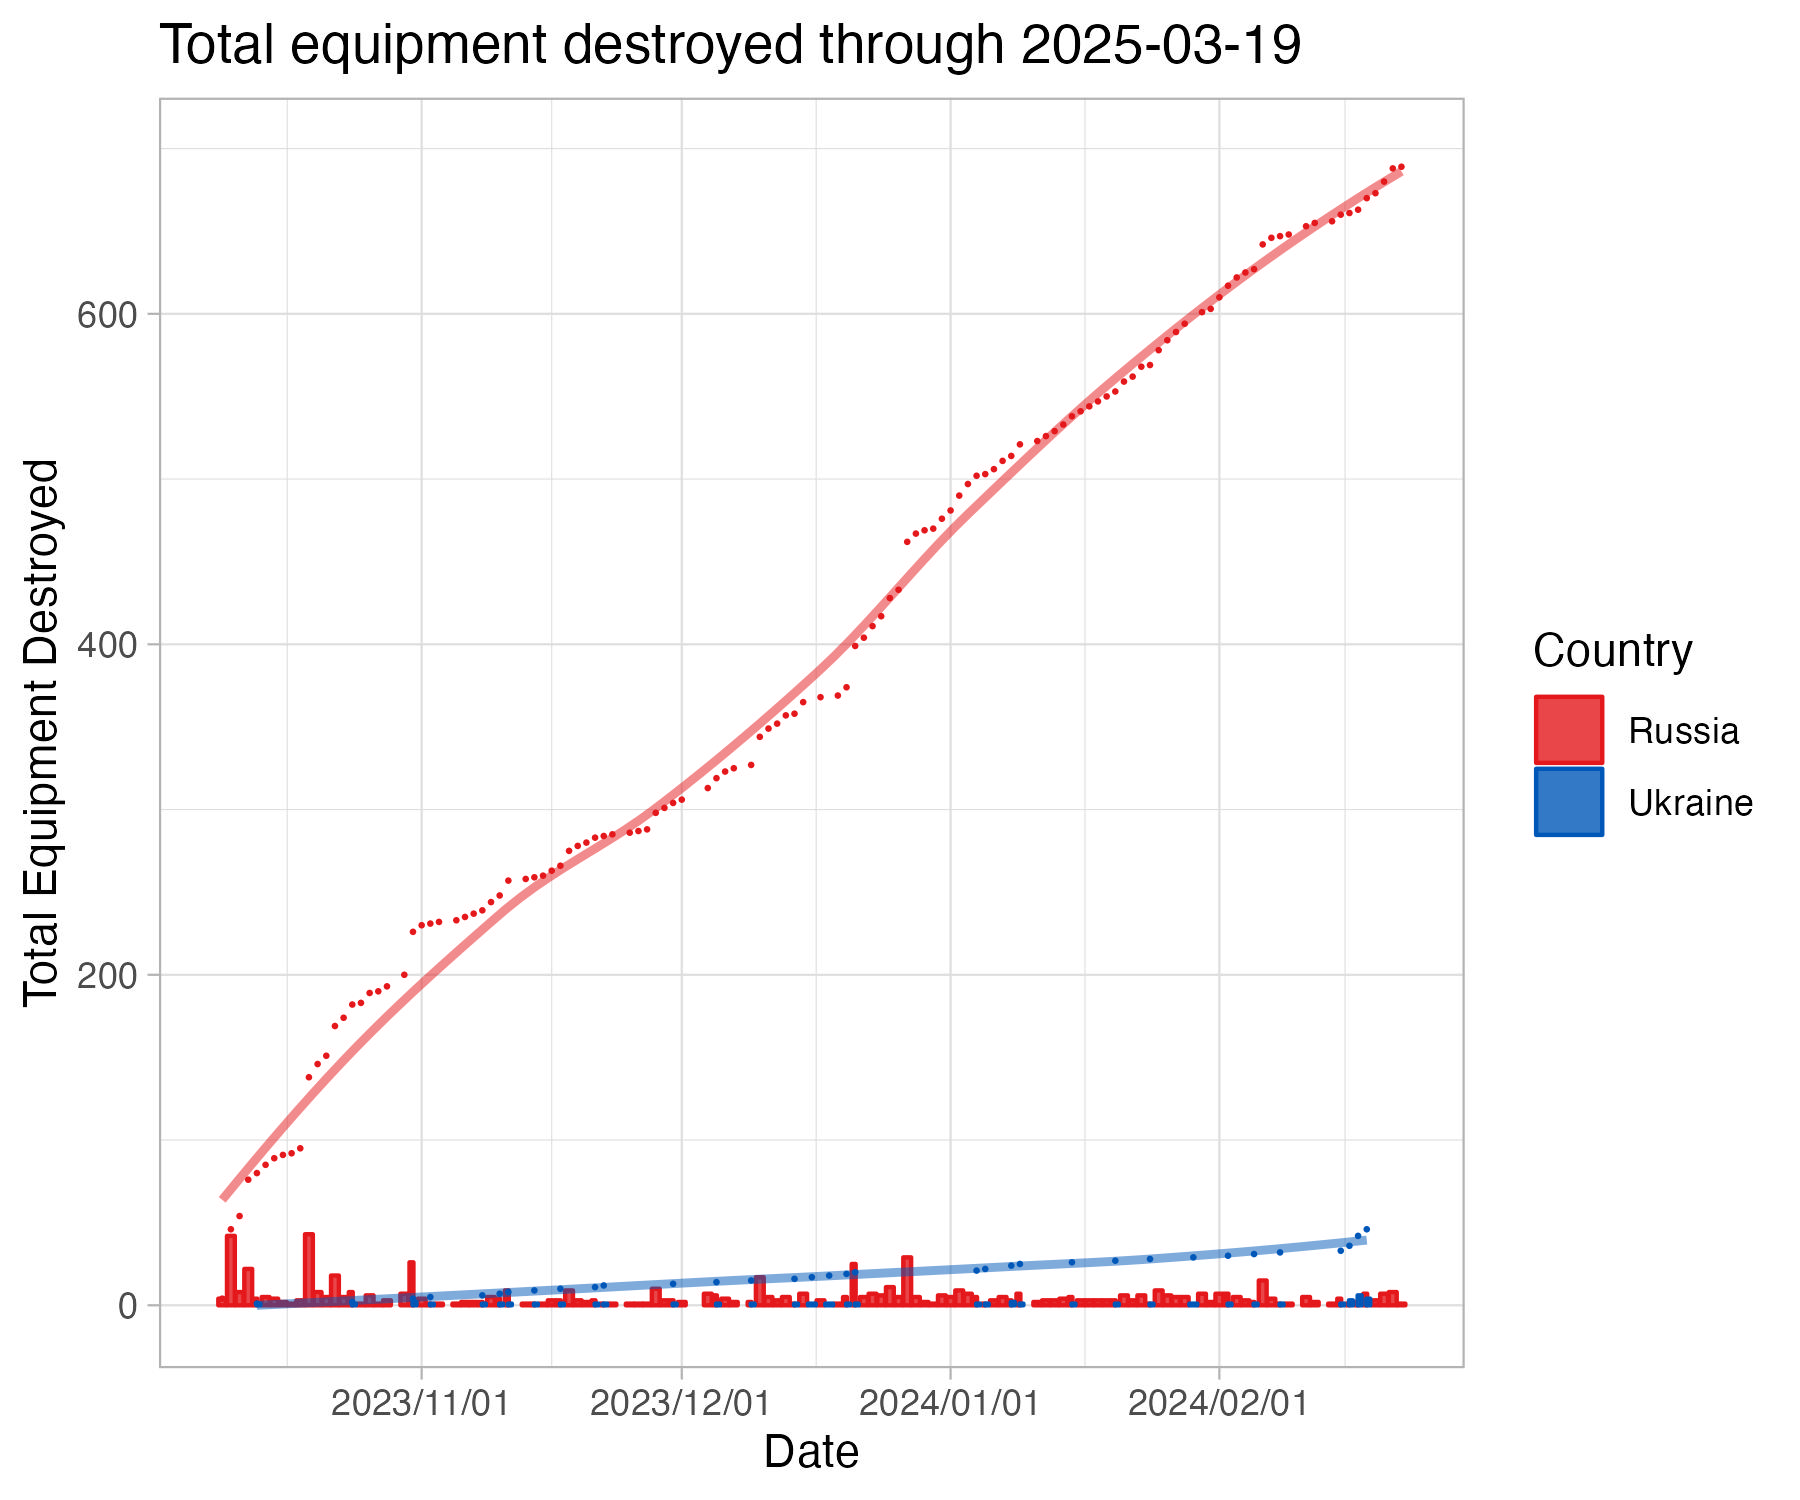 Total equipment destroyed through 2025-03-19
Total Equipment Destroyed
600
400
200
0
2023/11/01
2023/12/01
2024/01/01
2024/02/01
Date
Country
Russia
Ukraine